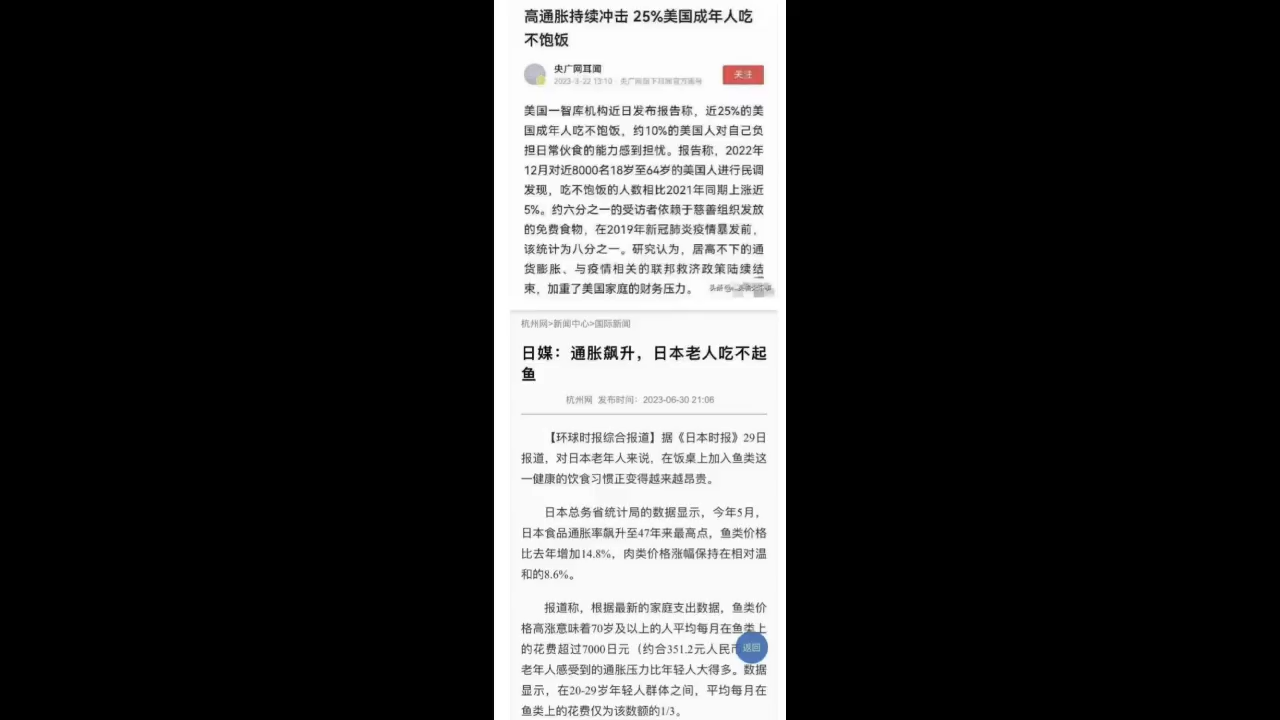 高通胀持续冲击 25%美国成年人吃
不饱饭
央广网耳闻
2023-3-22 13:10 央广网旗下耳闻官方账号
关注
美国一智库机构近日发布报告称，近25%的美
国成年人吃不饱饭，约10%的美国人对自己负
担日常伙食的能力感到担忧。报告称，2022年
12月对近8000名18岁至64岁的美国人进行民调
发现，吃不饱饭的人数相比2021年同期上涨近
5%。约六分之一的受访者依赖于慈善组织发放
的免费食物，在2019年新冠肺炎疫情暴发前，
该统计为八分之一。研究认为，居高不下的通
货膨胀、与疫情相关的联邦救济政策陆续结
束，加重了美国家庭的财务压力。
杭州网>新闻中心>国际新闻
日媒：通胀飙升，日本老人吃不起
鱼
杭州网 发布时间：2023-06-30 21:06
【环球时报综合报道】据《日本时报》29日
报道，对日本老年人来说，在饭桌上加入鱼类这
一健康的饮食习惯正变得越来越昂贵。
日本总务省统计局的数据显示，今年5月，
日本食品通胀率飙升至47年来最高点，鱼类价格
比去年增加14.8%，肉类价格涨幅保持在相对温
和的8.6%。
报道称，根据最新的家庭支出数据，鱼类价
格高涨意味着70岁及以上的人平均每月在鱼类上
的花费超过7000日元（约合351.2元人民
返回
老年人感受到的通胀压力比年轻人大得多。数据
显示，在20-29岁年轻人群体之间，平均每月在
鱼类上的花费仅为该数额的1/3。